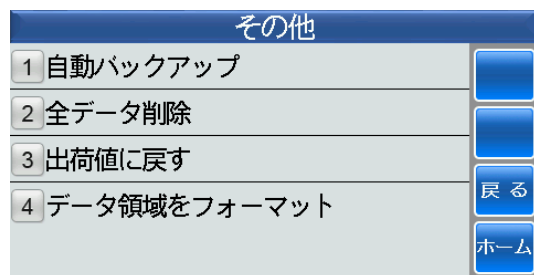 その他
1 自動バックアップ
2 全データ削除
3 出荷値に戻す
4 データ領域をフォーマット
戻る
ホーム